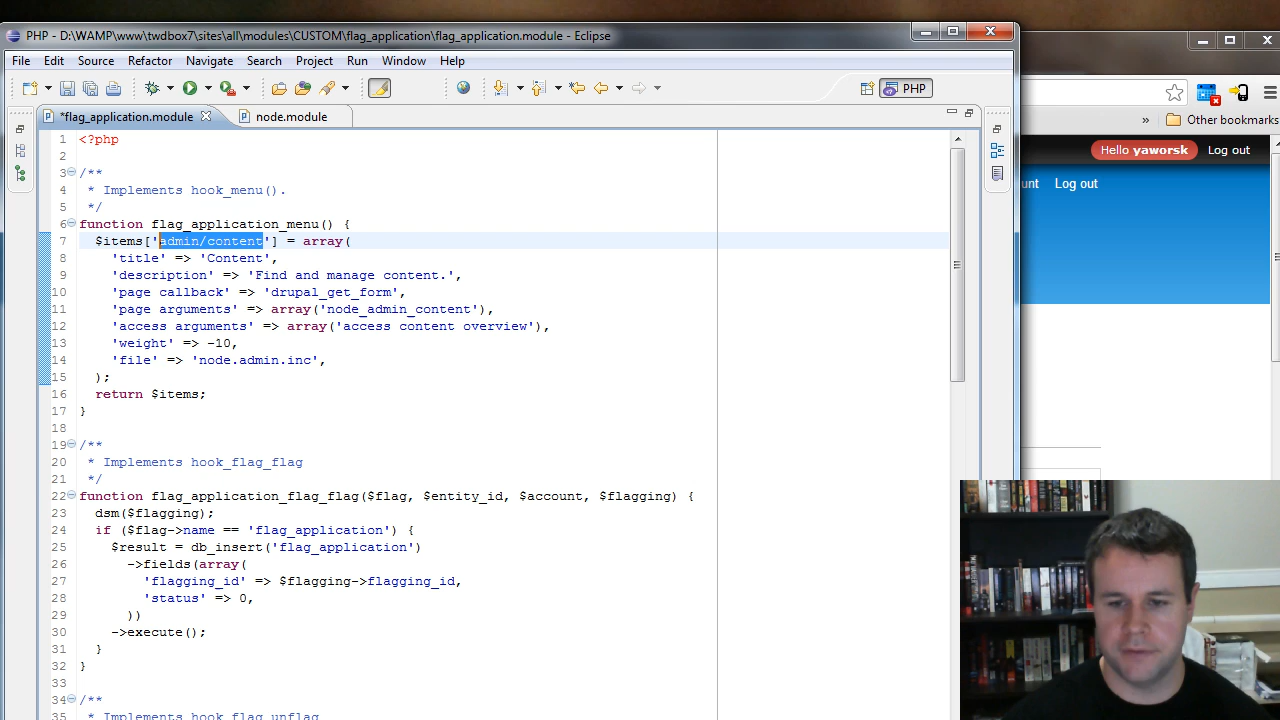 PHP - D:\WAMP\www\twdbox7\sites\all\modules\CUSTOM\flag_application\flag_application.module - Eclipse
File Edit Source Refactor Navigate Search Project Run Window Help
PHP
*flag_application.module
node.module
1 <?php
2
3 /**
4 * Implements hook_menu().
5 */
6 function flag_application_menu() {
7 $items['admin/content'] = array(
8 'title' => 'Content',
9 'description' => 'Find and manage content.',
10 'page callback' => 'drupal_get_form',
11 'page arguments' => array('node_admin_content'),
12 'access arguments' => array('access content overview'),
13 'weight' => -10,
14 'file' => 'node.admin.inc',
15 );
16 return $items;
17 }
18
19 /**
20 * Implements hook_flag_flag
21 */
22 function flag_application_flag_flag($flag, $entity_id, $account, $flagging) {
23 dsm($flagging);
24 if ($flag->name == 'flag_application') {
25 $result = db_insert('flag_application')
26 ->fields(array(
27 'flagging_id' => $flagging->flagging_id,
28 'status' => 0,
29 ))
30 ->execute();
31 }
32 }
33
34 /**
35 * Implements hook_flag_unflag
» Other bookmarks
Hello yaworsk Log out
unt Log out